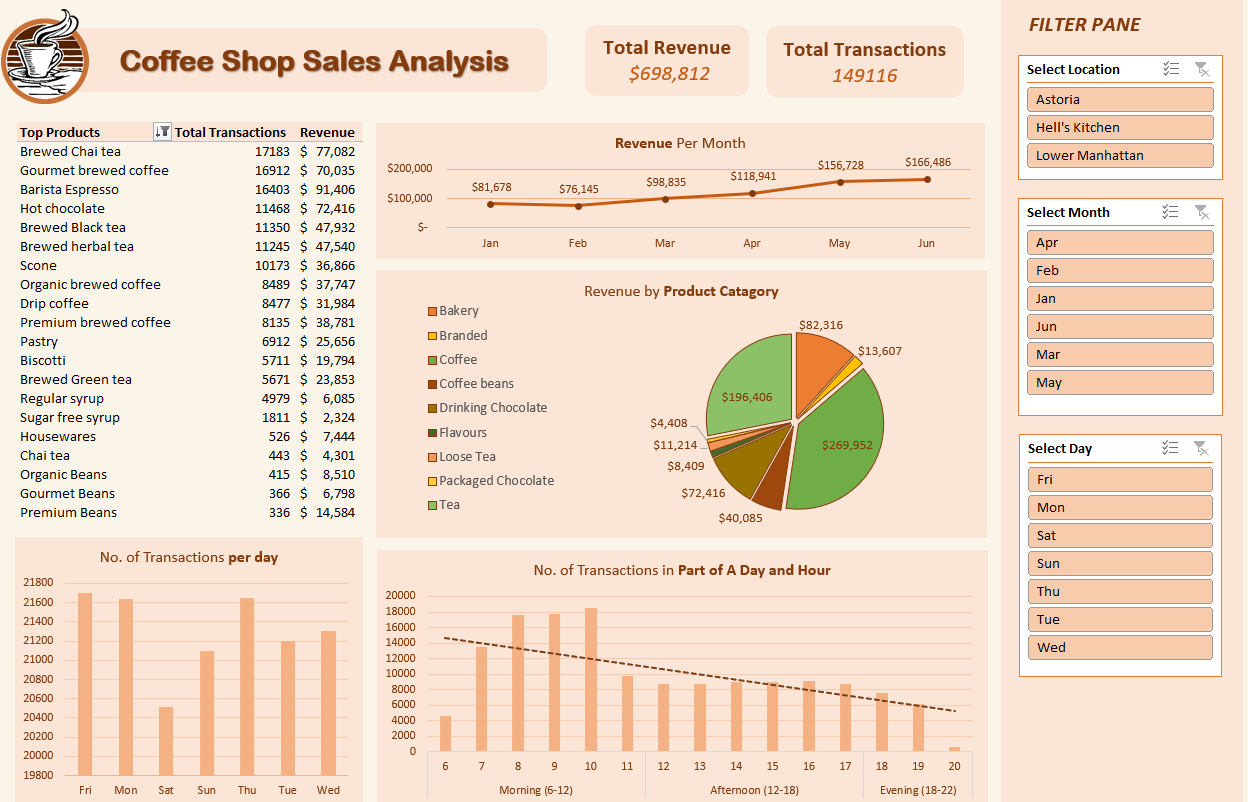 Coffee Shop Sales Analysis
Total Revenue
$698,812
Total Transactions
149116
FILTER PANE
Select Location
Astoria
Hell's Kitchen
Lower Manhattan
Select Month
Apr
Feb
Jan
Jun
Mar
May
Select Day
Fri
Mon
Sat
Sun
Thu
Tue
Wed
Top Products Total Transactions Revenue
Brewed Chai tea 17183 $ 77,082
Gourmet brewed coffee 16912 $ 70,035
Barista Espresso 16403 $ 91,406
Hot chocolate 11468 $ 72,416
Brewed Black tea 11350 $ 47,932
Brewed herbal tea 11245 $ 47,540
Scone 10173 $ 36,866
Organic brewed coffee 8489 $ 37,747
Drip coffee 8477 $ 31,984
Premium brewed coffee 8135 $ 38,781
Pastry 6912 $ 25,656
Biscotti 5711 $ 19,794
Brewed Green tea 5671 $ 23,853
Regular syrup 4979 $ 6,085
Sugar free syrup 1811 $ 2,324
Housewares 526 $ 7,444
Chai tea 443 $ 4,301
Organic Beans 415 $ 8,510
Gourmet Beans 366 $ 6,798
Premium Beans 336 $ 14,584
Revenue Per Month
$200,000
$100,000
$-
$81,678 $76,145 $98,835 $118,941 $156,728 $166,486
Jan Feb Mar Apr May Jun
Revenue by Product Catagory
Bakery
Branded
Coffee
Coffee beans
Drinking Chocolate
Flavours
Loose Tea
Packaged Chocolate
Tea
$82,316
$13,607
$269,952
$40,085
$72,416
$8,409
$11,214
$4,408
$196,406
No. of Transactions per day
21800
21600
21400
21200
21000
20800
20600
20400
20200
20000
19800
Fri Mon Sat Sun Thu Tue Wed
No. of Transactions in Part of A Day and Hour
20000
18000
16000
14000
12000
10000
8000
6000
4000
2000
0
6 7 8 9 10 11 12 13 14 15 16 17 18 19 20
Morning (6-12) Afternoon (12-18) Evening (18-22)